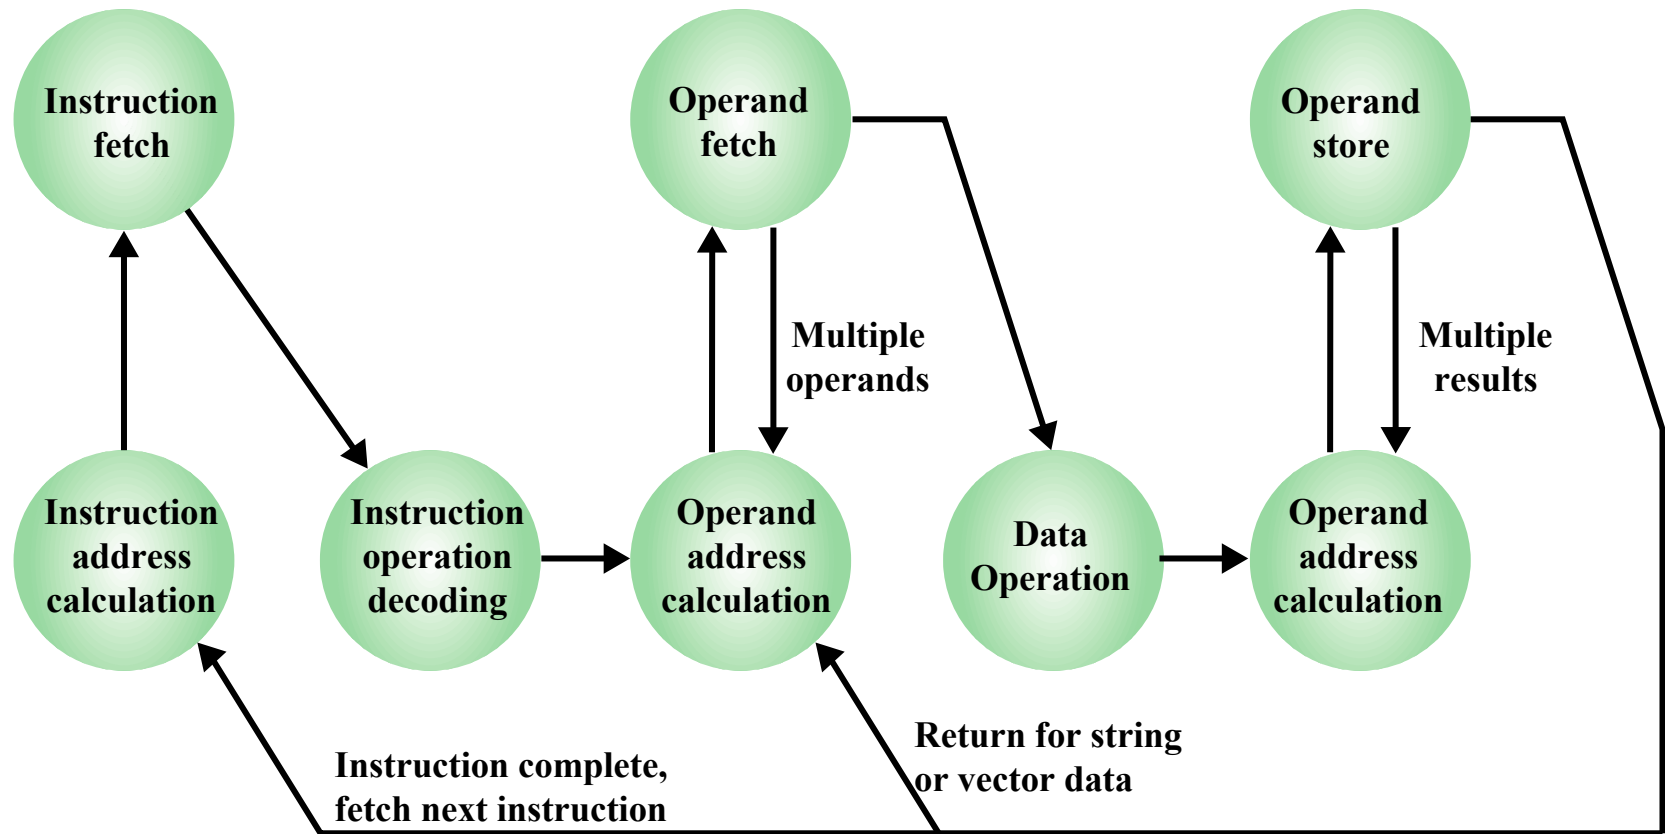 Instruction
fetch
Operand
fetch
Operand
store
Multiple
operands
Multiple
results
Instruction
address
calculation
Instruction
operation
decoding
Operand
address
calculation
Data
Operation
Operand
address
calculation
Instruction complete,
fetch next instruction
Return for string
or vector data